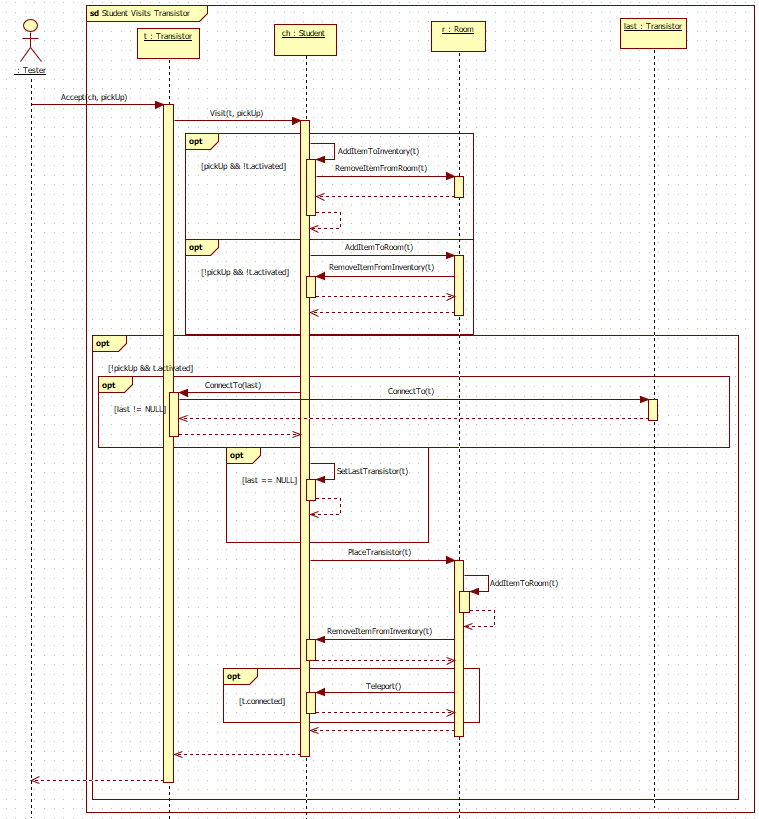 sd Student Visits Transistor
t : Transistor
ch : Student
r : Room
last : Transistor
: Tester
Accept(ch, pickUp)
Visit(t, pickUp)
opt
AddItemToInventory(t)
[pickUp && !t.activated]
RemoveItemFromRoom(t)
opt
AddItemToRoom(t)
[!pickUp && !t.activated]
RemoveItemFromInventory(t)
opt
[!pickUp && t.activated]
opt
ConnectTo(last)
ConnectTo(t)
[last != NULL]
opt
SetLastTransistor(t)
[last == NULL]
PlaceTransistor(t)
AddItemToRoom(t)
RemoveItemFromInventory(t)
opt
Teleport()
[t.connected]